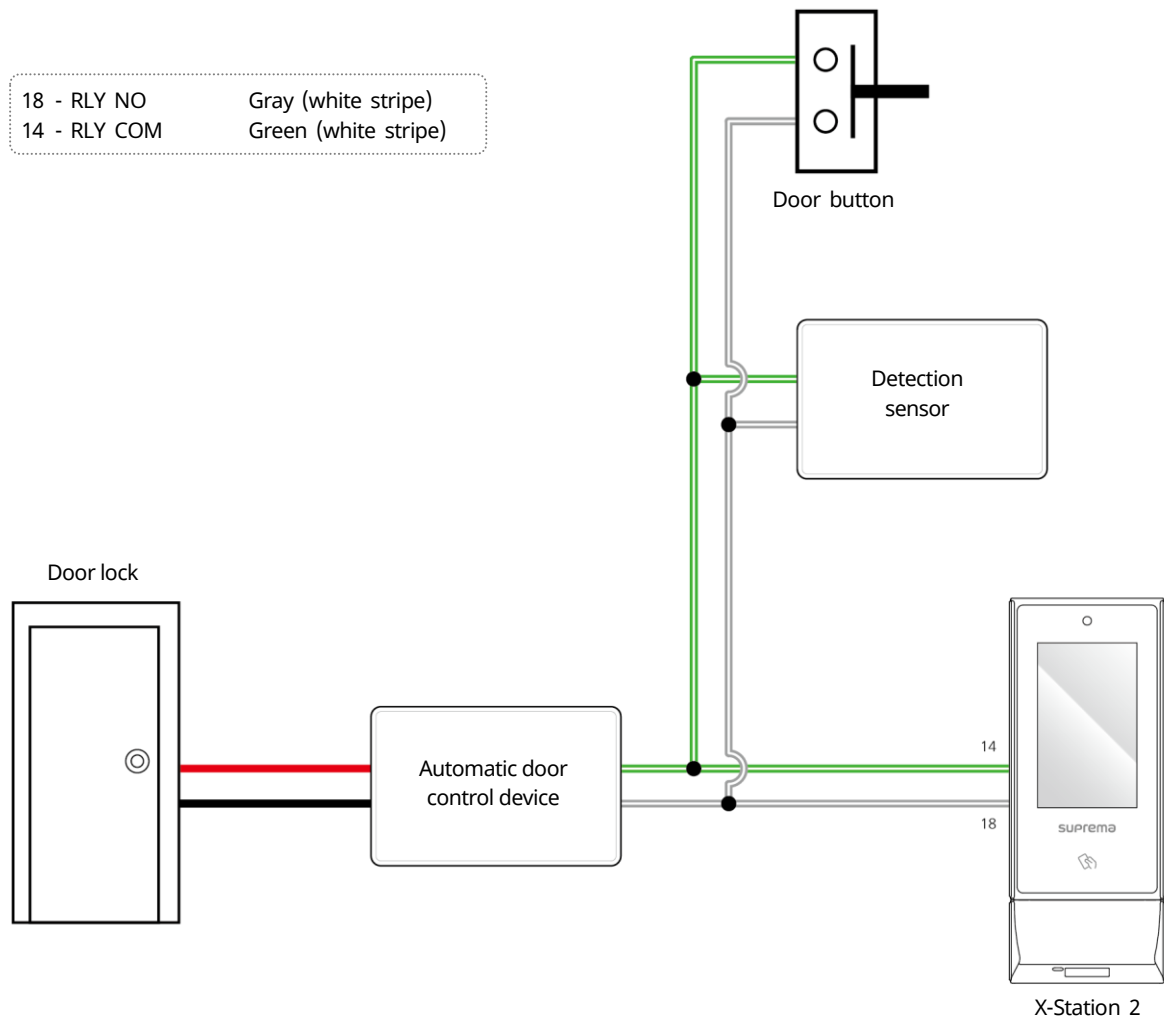 18 - RLY NO Gray (white stripe)
14 - RLY COM Green (white stripe)
Door button
Detection
sensor
Door lock
Automatic door
control device
14
18
suprema
X-Station 2